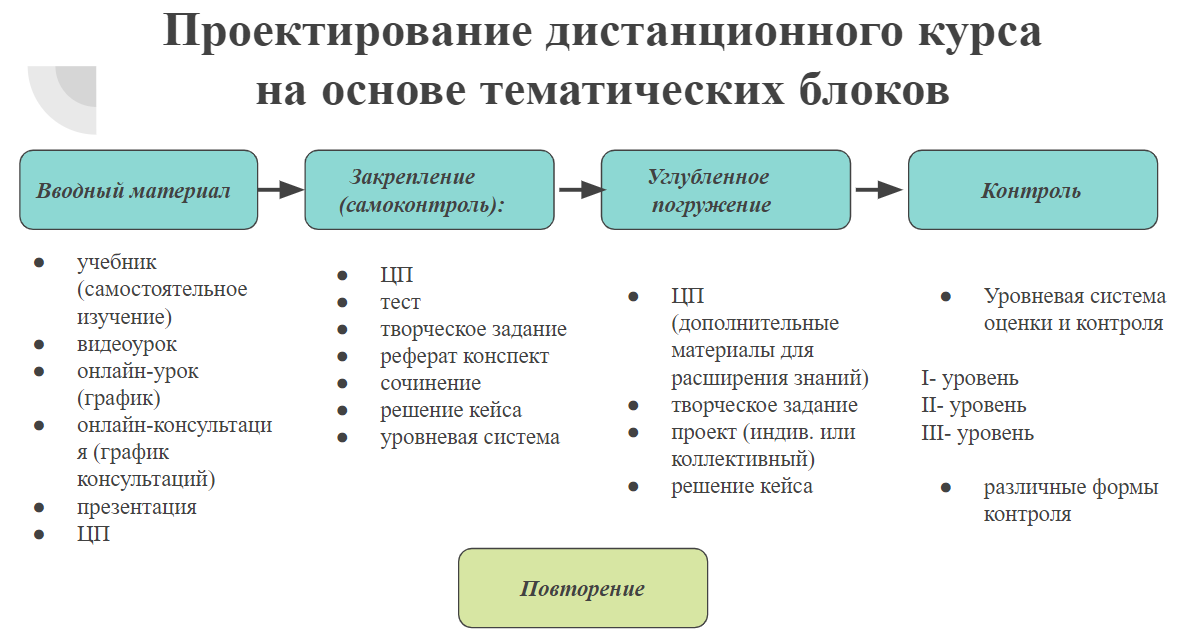 Проектирование дистанционного курса
на основе тематических блоков
Вводный материал
учебник
(самостоятельное
изучение)
видеоурок
онлайн-урок
(график)
онлайн-консультаци
я (график
консультаций)
презентация
ЦП
Закрепление
(самоконтроль):
ЦП
тест
творческое задание
реферат конспект
сочинение
решение кейса
уровневая система
Углубленное
погружение
ЦП
(дополнительные
материалы для
расширения знаний)
творческое задание
проект (индив. или
коллективный)
решение кейса
Контроль
Уровневая система
оценки и контроля
I- уровень
II- уровень
III- уровень
различные формы
контроля
Повторение